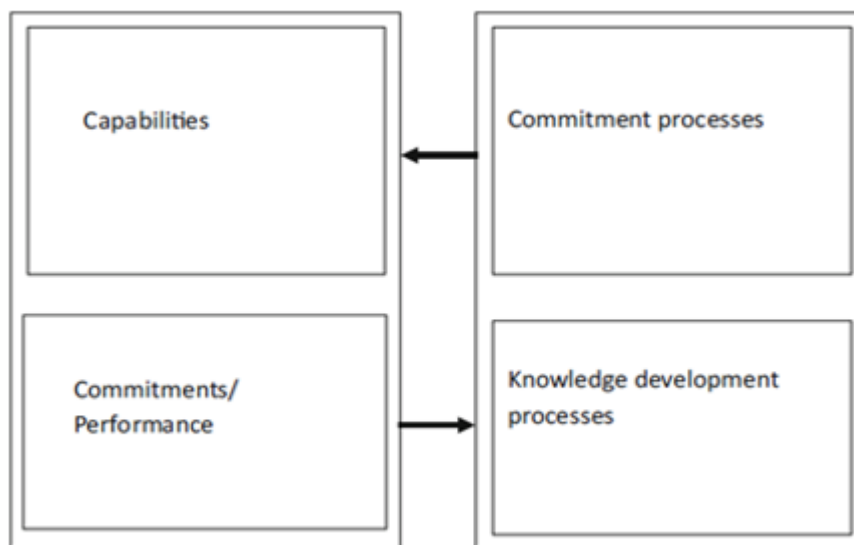 Capabilities
Commitment processes
Commitments/
Performance
Knowledge development
processes